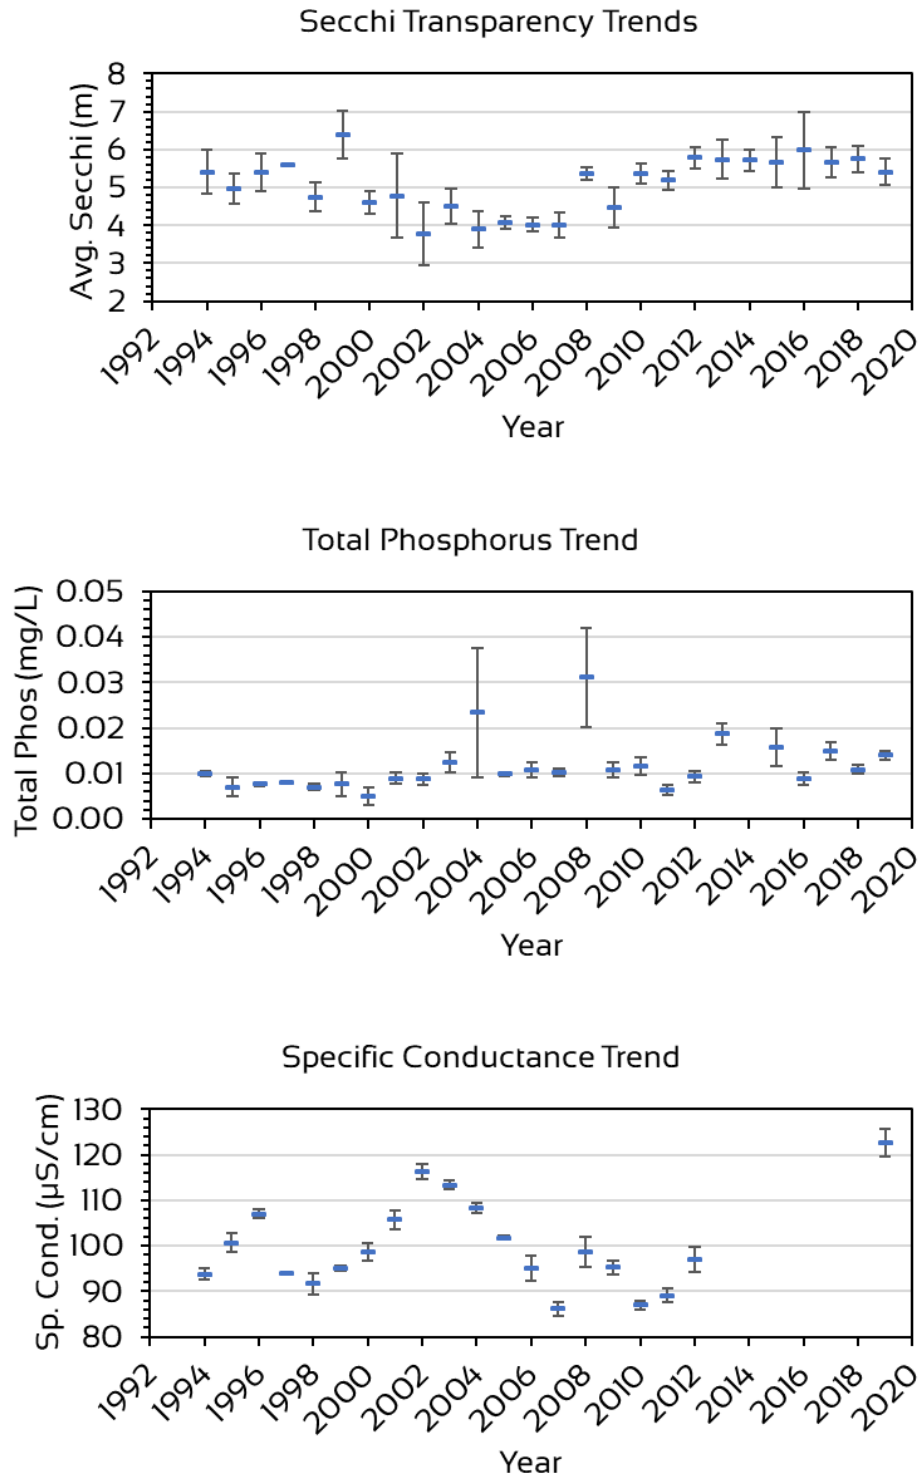 Secchi Transparency Trends
Avg. Secchi (m)
8
7
6
5
4
3
2
1992 1994 1996 1998 2000 2002 2004 2006 2008 2010 2012 2014 2016 2018 2020
Year
Total Phosphorus Trend
Total Phos (mg/L)
0.05
0.04
0.03
0.02
0.01
0.00
1992 1994 1996 1998 2000 2002 2004 2006 2008 2010 2012 2014 2016 2018 2020
Year
Specific Conductance Trend
Sp. Cond. (µS/cm)
130
120
110
100
90
80
1992 1994 1996 1998 2000 2002 2004 2006 2008 2010 2012 2014 2016 2018 2020
Year